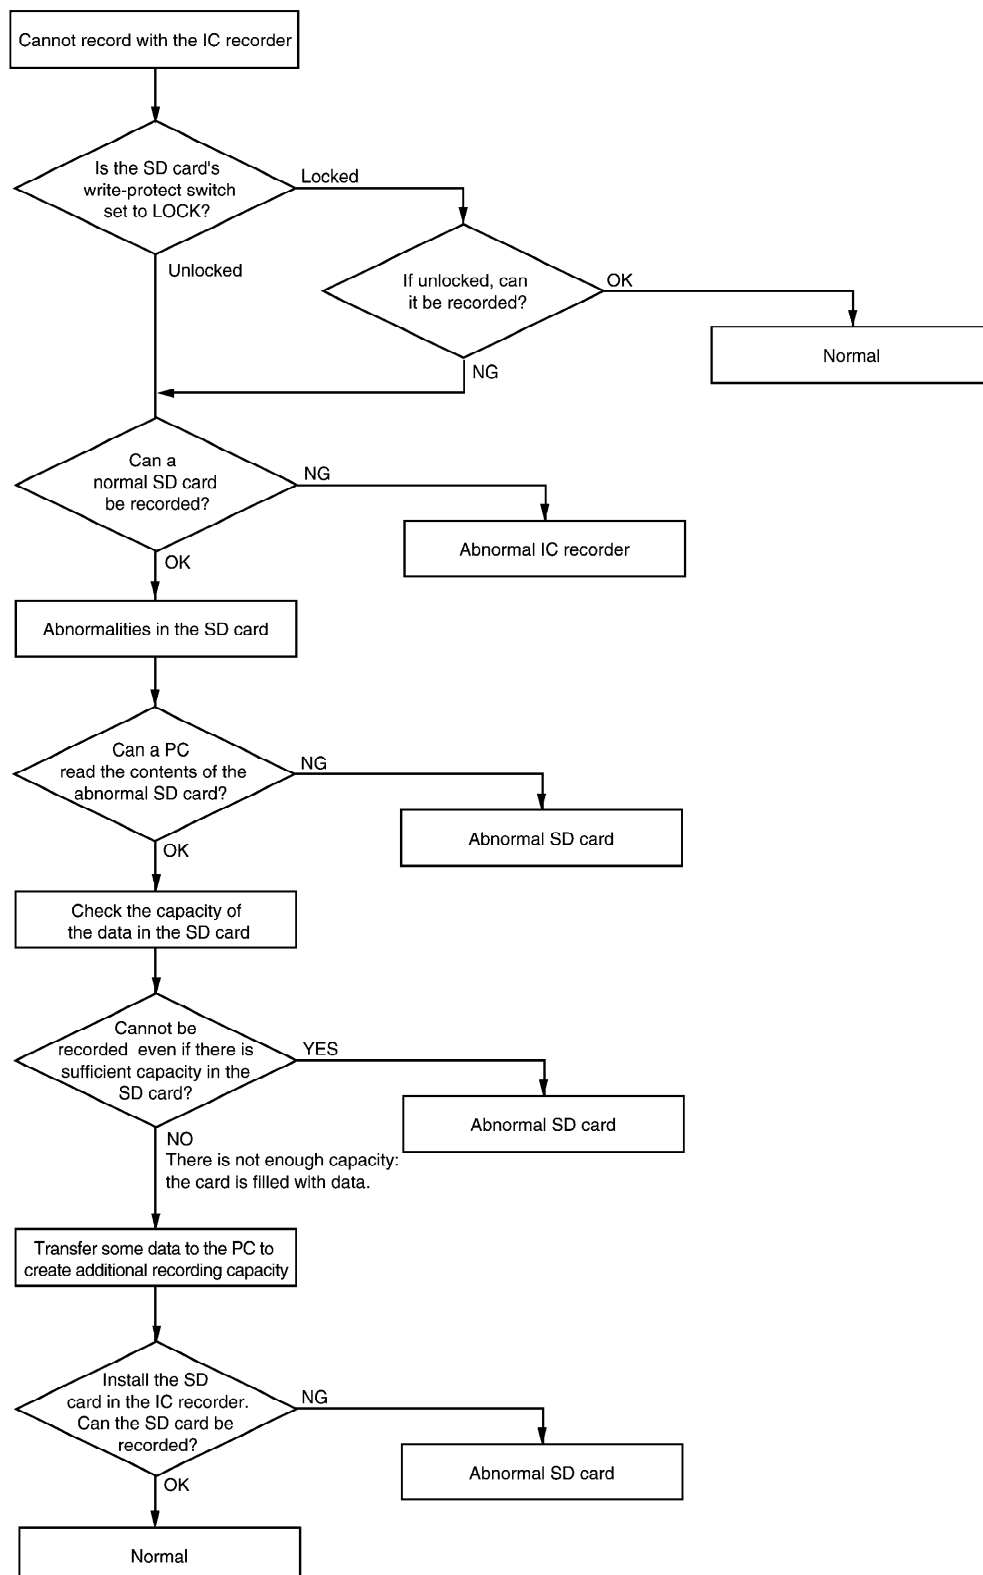 Cannot record with the IC recorder
Is the SD card's
write-protect switch
set to LOCK?
Locked
Unlocked
If unlocked, can
it be recorded?
OK
Normal
NG
Can a
normal SD card
be recorded?
NG
Abnormal IC recorder
OK
Abnormalities in the SD card
Can a PC
read the contents of the
abnormal SD card?
NG
Abnormal SD card
OK
Check the capacity of
the data in the SD card
Cannot be
recorded even if there is
sufficient capacity in the
SD card?
YES
Abnormal SD card
NO
There is not enough capacity:
the card is filled with data.
Transfer some data to the PC to
create additional recording capacity
Install the SD
card in the IC recorder.
Can the SD card be
recorded?
NG
Abnormal SD card
OK
Normal